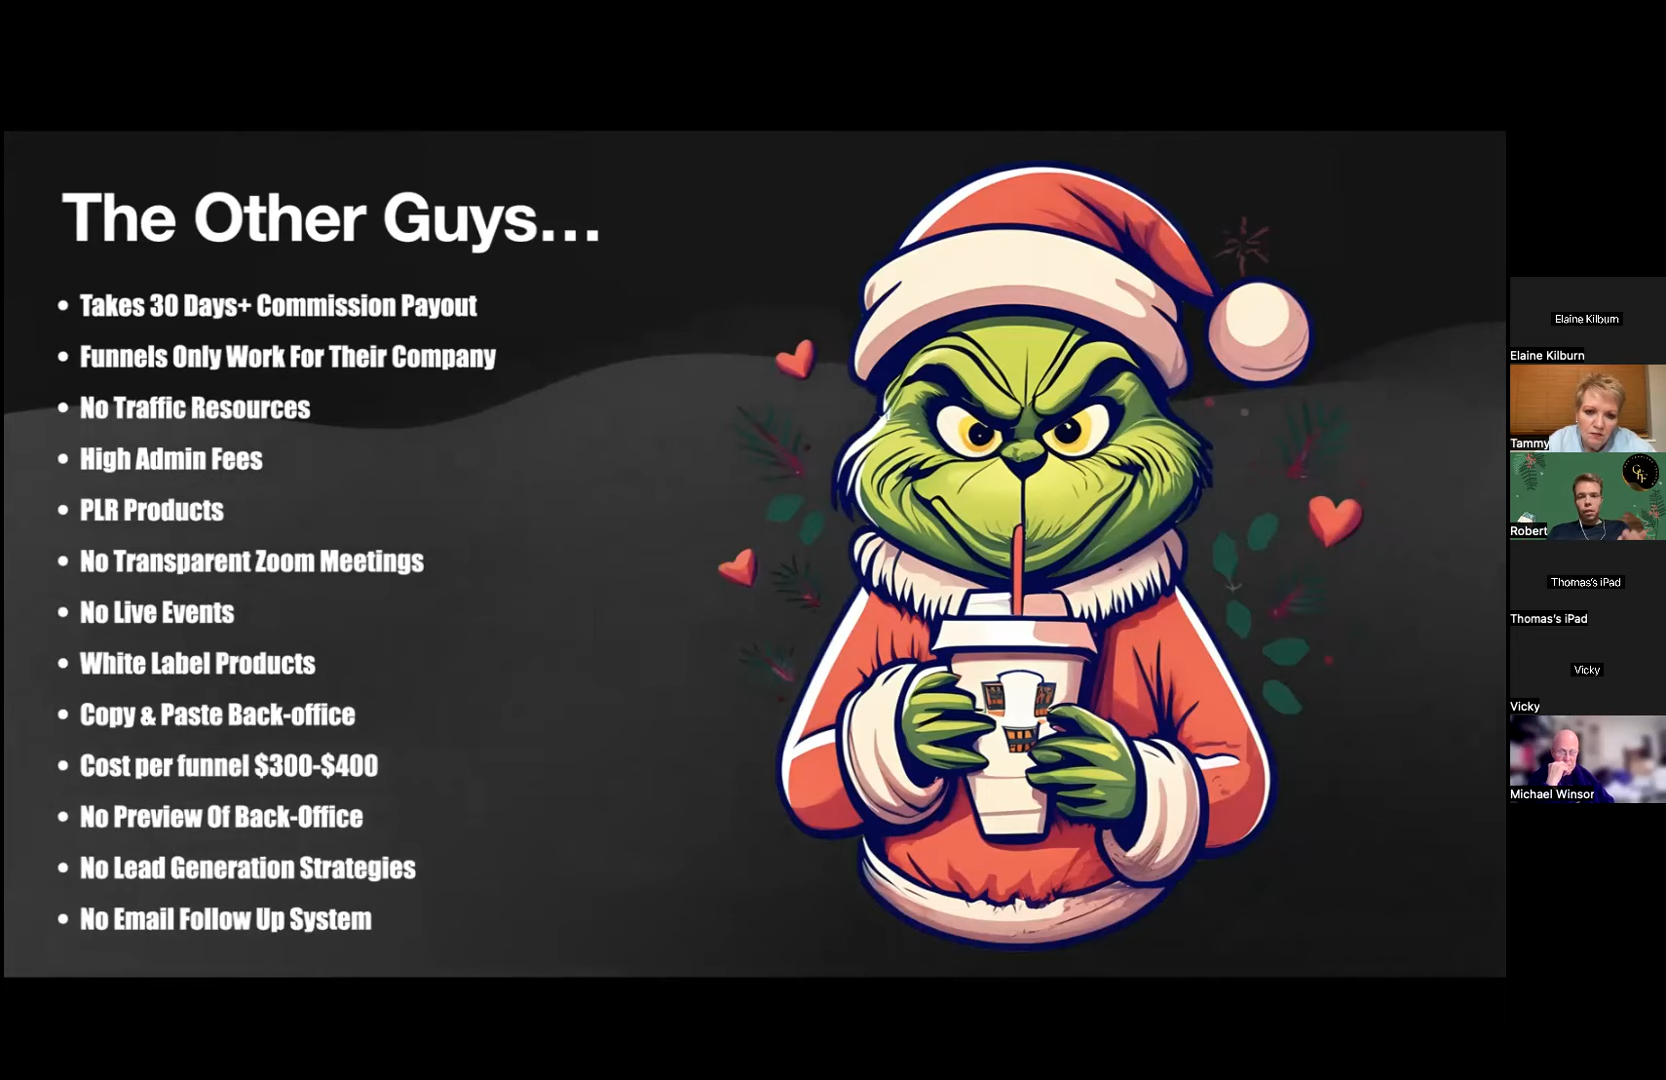 The Other Guys...
• Takes 30 Days+ Commission Payout
• Funnels Only Work For Their Company
• No Traffic Resources
• High Admin Fees
• PLR Products
• No Transparent Zoom Meetings
• No Live Events
• White Label Products
• Copy & Paste Back-office
• Cost per funnel $300-$400
• No Preview Of Back-Office
• No Lead Generation Strategies
• No Email Follow Up System
Elaine Kilburn
Elaine Kilburn
Tammy
Robert
Thomas's iPad
Thomas's iPad
Vicky
Vicky
Michael Winsor